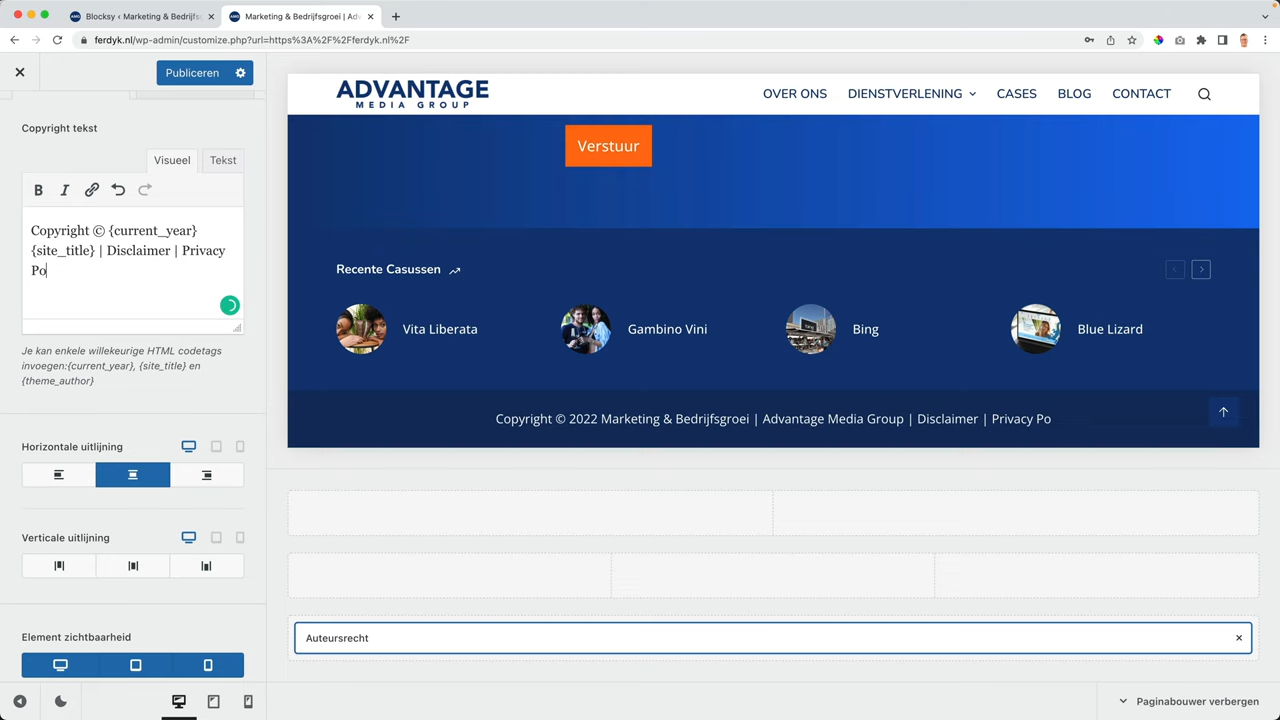 Blocksy ‹ Marketing & Bedrijfsg
Marketing & Bedrijfsgroei | Adv
ferdyk.nl/wp-admin/customize.php?url=https%3A%2F%2Fferdyk.nl%2F
Publiceren
Copyright tekst
Visueel
Tekst
B I
Copyright © {current_year}
{site_title} | Disclaimer | Privacy
Po
Je kan enkele willekeurige HTML codetags
invoegen:{current_year}, {site_title} en
{theme_author}
Horizontale uitlijning
Verticale uitlijning
Element zichtbaarheid
ADVANTAGE
MEDIA GROUP
OVER ONS
DIENSTVERLENING
CASES
BLOG
CONTACT
Verstuur
Recente Casussen
Vita Liberata
Gambino Vini
Bing
Blue Lizard
Copyright © 2022 Marketing & Bedrijfsgroei | Advantage Media Group | Disclaimer | Privacy Po
Auteursrecht
Paginabouwer verbergen